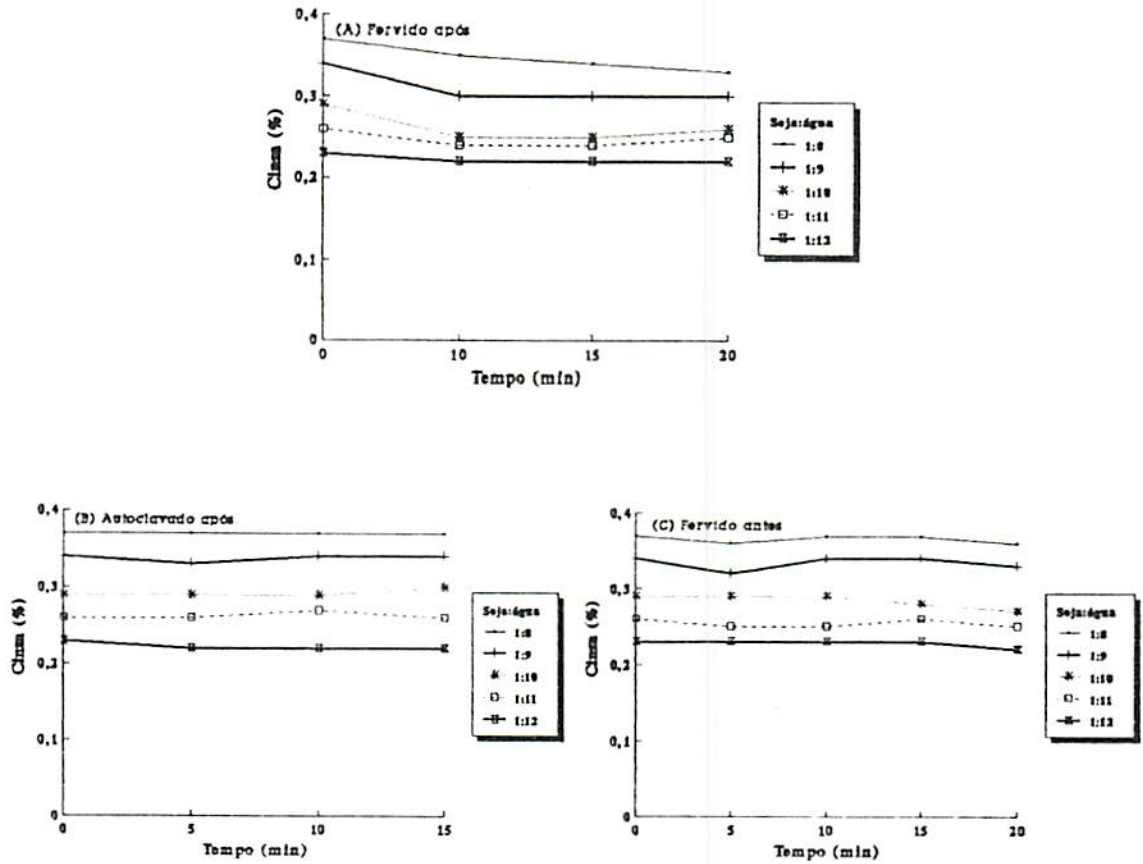 (A) Fervido após
0,4
0,3
0,2
0,1
0
Cinza (%)
0 10 15 20
Tempo (min)
Soja:água
1:8
1:9
1:10
1:11
1:12
(B) Autoclavado após
0,4
0,3
0,2
0,1
0
Cinza (%)
0 5 10 15
Tempo (min)
Soja:água
1:8
1:9
1:10
1:11
1:12
(C) Fervido antes
0,4
0,3
0,2
0,1
0
Cinza (%)
0 5 10 15 20
Tempo (min)
Soja:água
1:8
1:9
1:10
1:11
1:12